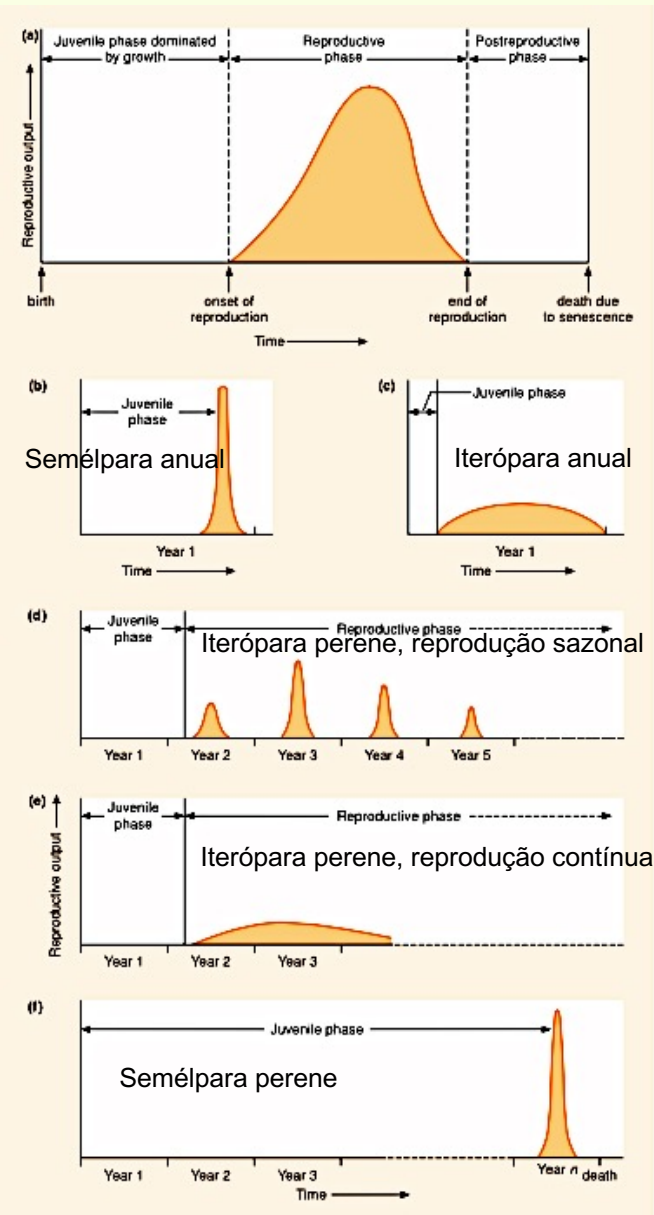 (a)
Juvenile phase dominated by growth
Reproductive phase
Postreproductive phase
Reproductive output
birth
onset of reproduction
end of reproduction
death due to senescence
Time
(b)
Juvenile phase
Semélpara anual
Year 1
Time
(c)
Juvenile phase
Iterópara anual
Year 1
Time
(d)
Juvenile phase
Reproductive phase
Iterópara perene, reprodução sazonal
Year 1 Year 2 Year 3 Year 4 Year 5
(e)
Juvenile phase
Reproductive phase
Iterópara perene, reprodução contínua
Reproductive output
Year 1 Year 2 Year 3
(f)
Juvenile phase
Semélpara perene
Year 1 Year 2 Year 3 Year n death
Time